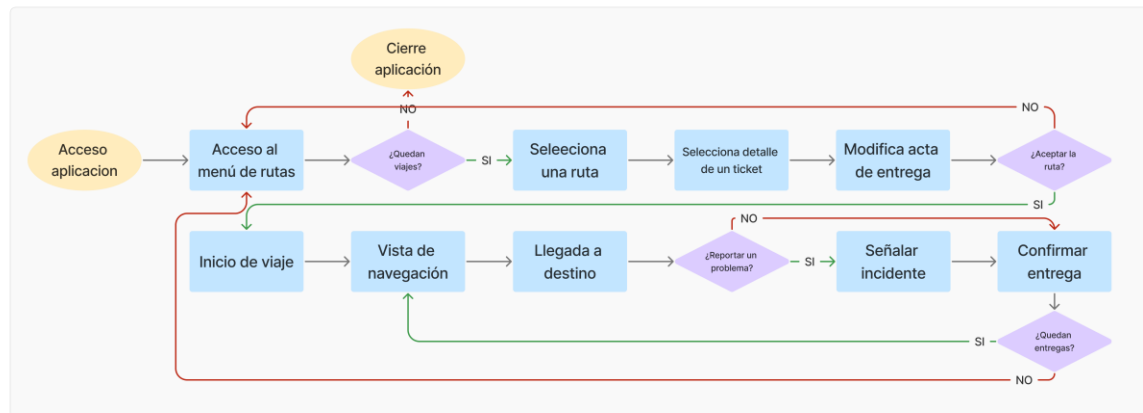 Cierre
aplicación
NO
NO
Acceso
aplicacion
Acceso al
menú de rutas
¿Quedan
viajes?
SI
Seleeciona
una ruta
Selecciona detalle
de un ticket
Modifica acta
de entrega
¿Aceptar la
ruta?
SI
NO
Inicio de viaje
Vista de
navegación
Llegada a
destino
¿Reportar un
problema?
SI
Señalar
incidente
Confirmar
entrega
SI
¿Quedan
entregas?
NO